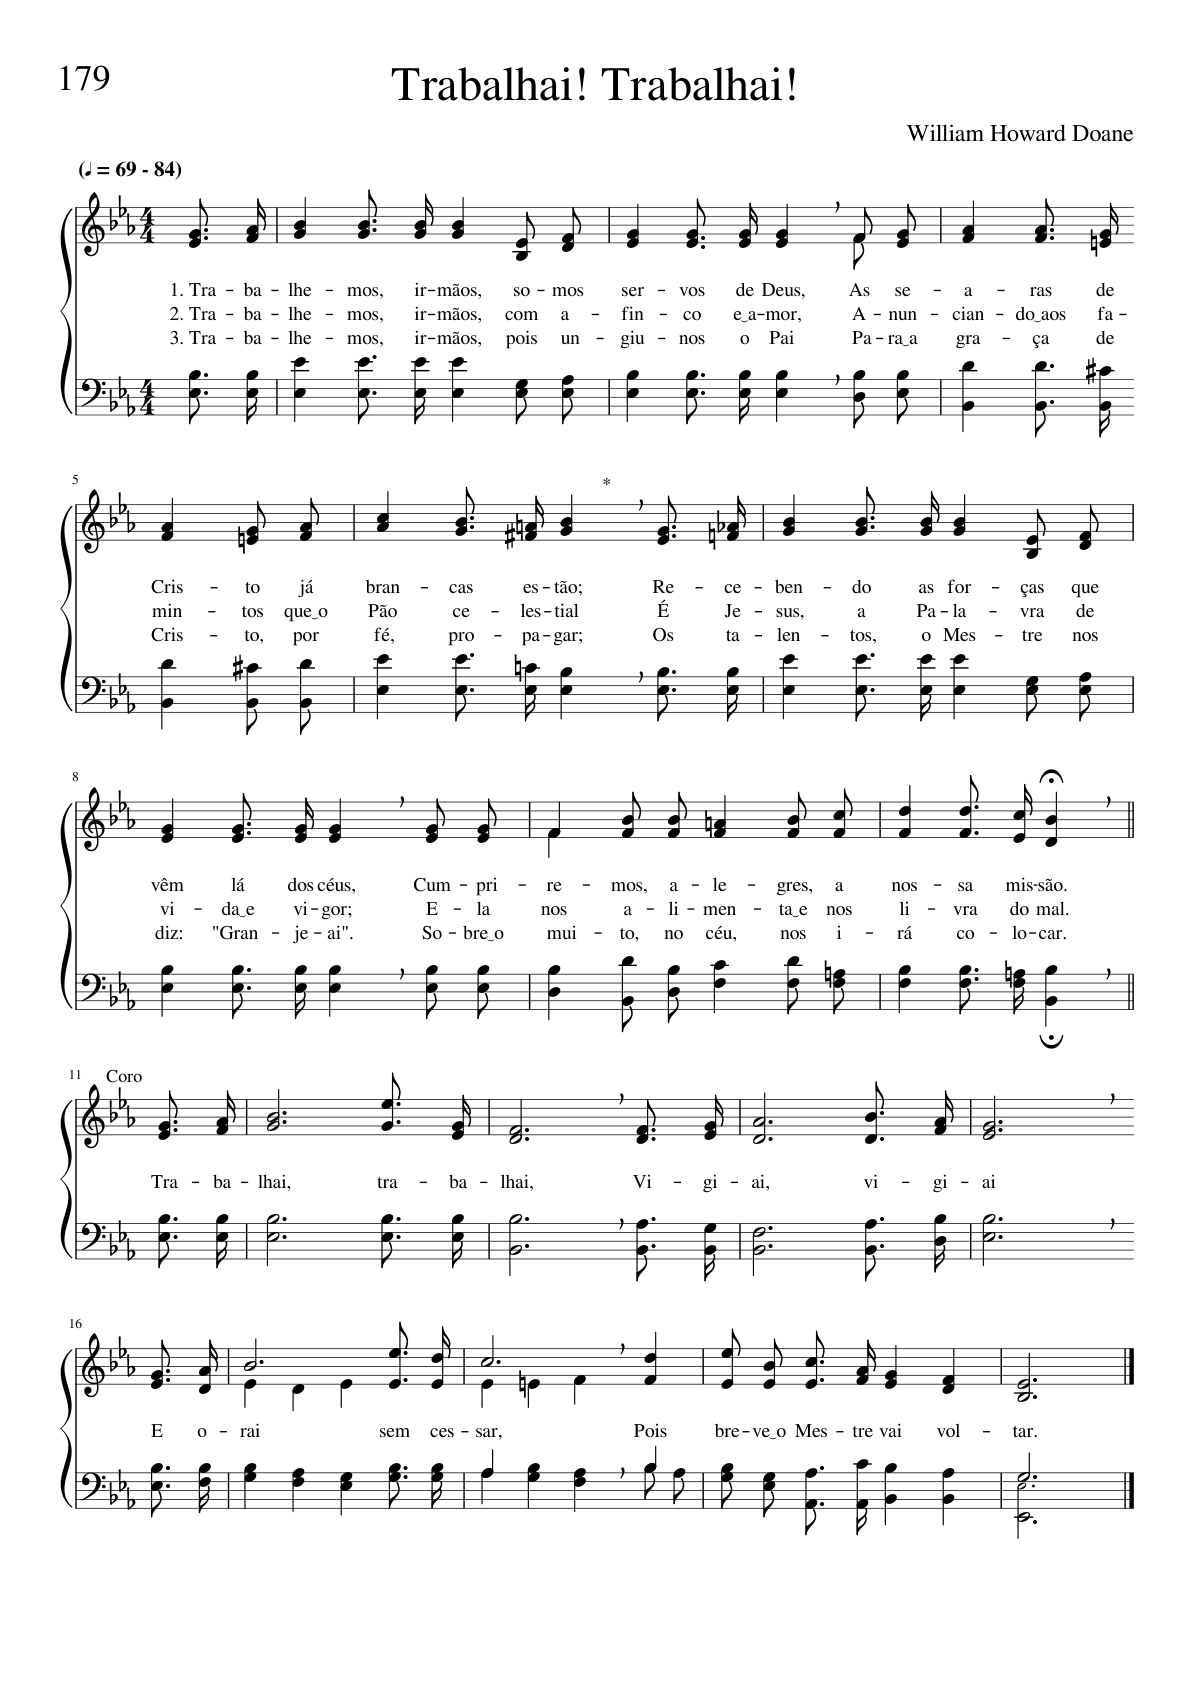 179
Trabalhai! Trabalhai!
William Howard Doane
(♩ = 69 - 84)
1. Tra - ba - lhe - mos, ir - mãos, so - mos ser - vos de Deus, As se - a - ras de
2. Tra - ba - lhe - mos, ir - mãos, com a - fin - co e‿a - mor, A - nun - cian - do‿aos fa -
3. Tra - ba - lhe - mos, ir - mãos, pois un - giu - nos o Pai Pa - ra‿a gra - ça de
5
*
Cris - to já bran - cas es - tão; Re - ce - ben - do as for - ças que
min - tos que‿o Pão ce - les - tial É Je - sus, a Pa - la - vra de
Cris - to, por fé, pro - pa - gar; Os ta - len - tos, o Mes - tre nos
8
vêm lá dos céus, Cum - pri - re - mos, a - le - gres, a nos - sa mis - são.
vi - da‿e vi - gor; E - la nos a - li - men - ta‿e nos li - vra do mal.
diz: "Gran - je - ai". So - bre‿o mui - to, no céu, nos i - rá co - lo - car.
11 Coro
Tra - ba - lhai, tra - ba - lhai, Vi - gi - ai, vi - gi - ai
16
E o - rai sem ces - sar, Pois bre - ve‿o Mes - tre vai vol - tar.